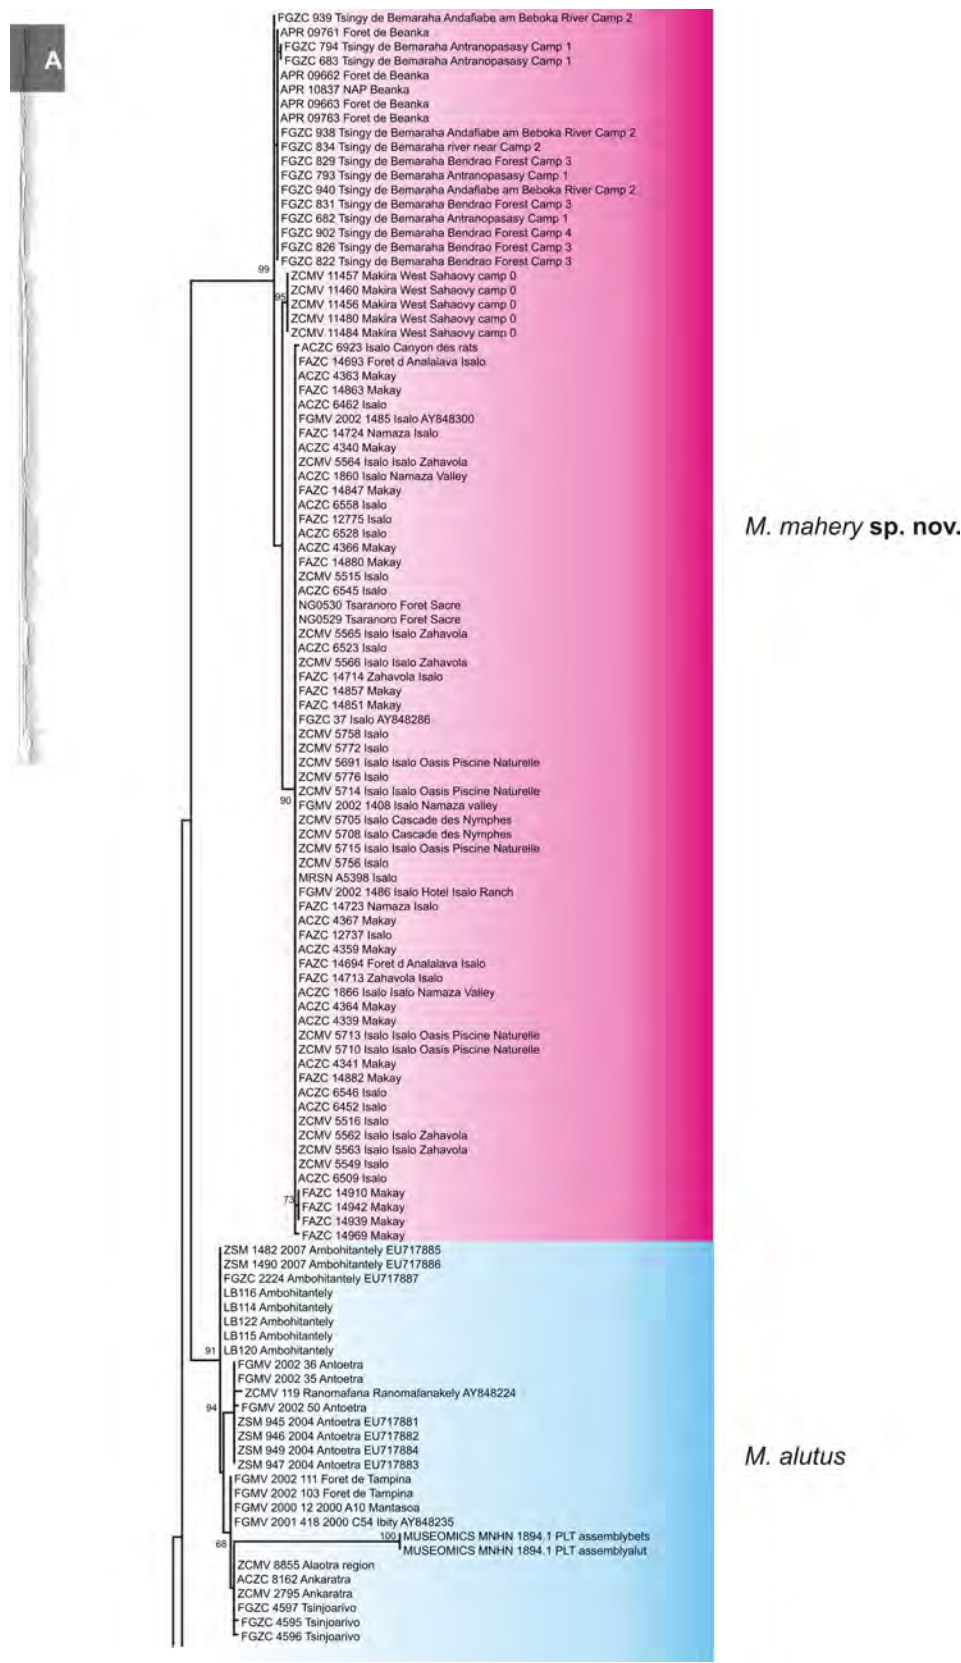 A
FGZC 939 Tsingy de Bemaraha Andafiabe am Beboka River Camp 2
APR 09761 Foret de Beanka
FGZC 794 Tsingy de Bemaraha Antranopasasy Camp 1
FGZC 683 Tsingy de Bemaraha Antranopasasy Camp 1
APR 09662 Foret de Beanka
APR 10837 NAP Beanka
APR 09663 Foret de Beanka
APR 09763 Foret de Beanka
FGZC 938 Tsingy de Bemaraha Andafiabe am Beboka River Camp 2
FGZC 834 Tsingy de Bemaraha river near Camp 2
FGZC 829 Tsingy de Bemaraha Bendrao Forest Camp 3
FGZC 793 Tsingy de Bemaraha Antranopasasy Camp 1
FGZC 940 Tsingy de Bemaraha Andafiabe am Beboka River Camp 2
FGZC 831 Tsingy de Bemaraha Bendrao Forest Camp 3
FGZC 682 Tsingy de Bemaraha Antranopasasy Camp 1
FGZC 902 Tsingy de Bemaraha Bendrao Forest Camp 4
FGZC 826 Tsingy de Bemaraha Bendrao Forest Camp 3
FGZC 822 Tsingy de Bemaraha Bendrao Forest Camp 3
99
ZCMV 11457 Makira West Sahaovy camp 0
ZCMV 11460 Makira West Sahaovy camp 0
95
ZCMV 11456 Makira West Sahaovy camp 0
ZCMV 11480 Makira West Sahaovy camp 0
ZCMV 11484 Makira West Sahaovy camp 0
ACZC 6923 Isalo Canyon des rats
FAZC 14693 Foret d Analalava Isalo
ACZC 4363 Makay
FAZC 14863 Makay
ACZC 6462 Isalo
FGMV 2002 1485 Isalo AY848300
FAZC 14724 Namaza Isalo
ACZC 4340 Makay
ZCMV 5564 Isalo Isalo Zahavola
ACZC 1860 Isalo Namaza Valley
FAZC 14847 Makay
ACZC 6558 Isalo
FAZC 12775 Isalo
M. mahery sp. nov.
ACZC 6528 Isalo
ACZC 4366 Makay
FAZC 14880 Makay
ZCMV 5515 Isalo
ACZC 6545 Isalo
NG0530 Tsaranoro Foret Sacre
NG0529 Tsaranoro Foret Sacre
ZCMV 5565 Isalo Isalo Zahavola
ACZC 6523 Isalo
ZCMV 5566 Isalo Isalo Zahavola
FAZC 14714 Zahavola Isalo
FAZC 14857 Makay
FAZC 14851 Makay
FGZC 37 Isalo AY848286
ZCMV 5758 Isalo
ZCMV 5772 Isalo
ZCMV 5691 Isalo Isalo Oasis Piscine Naturelle
ZCMV 5776 Isalo
ZCMV 5714 Isalo Isalo Oasis Piscine Naturelle
90
FGMV 2002 1408 Isalo Namaza valley
ZCMV 5705 Isalo Cascade des Nymphes
ZCMV 5708 Isalo Cascade des Nymphes
ZCMV 5715 Isalo Isalo Oasis Piscine Naturelle
ZCMV 5756 Isalo
MRSN A5398 Isalo
FGMV 2002 1486 Isalo Hotel Isalo Ranch
FAZC 14723 Namaza Isalo
ACZC 4367 Makay
FAZC 12737 Isalo
ACZC 4359 Makay
FAZC 14694 Foret d Analalava Isalo
FAZC 14713 Zahavola Isalo
ACZC 1866 Isalo Isalo Namaza Valley
ACZC 4364 Makay
ACZC 4339 Makay
ZCMV 5713 Isalo Isalo Oasis Piscine Naturelle
ZCMV 5710 Isalo Isalo Oasis Piscine Naturelle
ACZC 4341 Makay
FAZC 14882 Makay
ACZC 6546 Isalo
ACZC 6452 Isalo
ZCMV 5516 Isalo
ZCMV 5562 Isalo Isalo Zahavola
ZCMV 5563 Isalo Isalo Zahavola
ZCMV 5549 Isalo
ACZC 6509 Isalo
FAZC 14910 Makay
73
FAZC 14942 Makay
FAZC 14939 Makay
FAZC 14969 Makay
ZSM 1482 2007 Ambohitantely EU717885
ZSM 1490 2007 Ambohitantely EU717886
FGZC 2224 Ambohitantely EU717887
LB116 Ambohitantely
LB114 Ambohitantely
LB122 Ambohitantely
LB115 Ambohitantely
91
LB120 Ambohitantely
FGMV 2002 36 Antoetra
FGMV 2002 35 Antoetra
ZCMV 119 Ranomafana Ranomafanakely AY848224
94
FGMV 2002 50 Antoetra
ZSM 945 2004 Antoetra EU717881
ZSM 946 2004 Antoetra EU717882
ZSM 949 2004 Antoetra EU717884
M. alutus
ZSM 947 2004 Antoetra EU717883
FGMV 2002 111 Foret de Tampina
FGMV 2002 103 Foret de Tampina
FGMV 2000 12 2000 A10 Mantasoa
FGMV 2001 418 2000 C54 Ibity AY848235
100
MUSEOMICS MNHN 1894.1 PLT assemblybets
68
MUSEOMICS MNHN 1894.1 PLT assemblyalut
ZCMV 8855 Alaotra region
ACZC 8162 Ankaratra
ZCMV 2795 Ankaratra
FGZC 4597 Tsinjoarivo
FGZC 4595 Tsinjoarivo
FGZC 4596 Tsinjoarivo